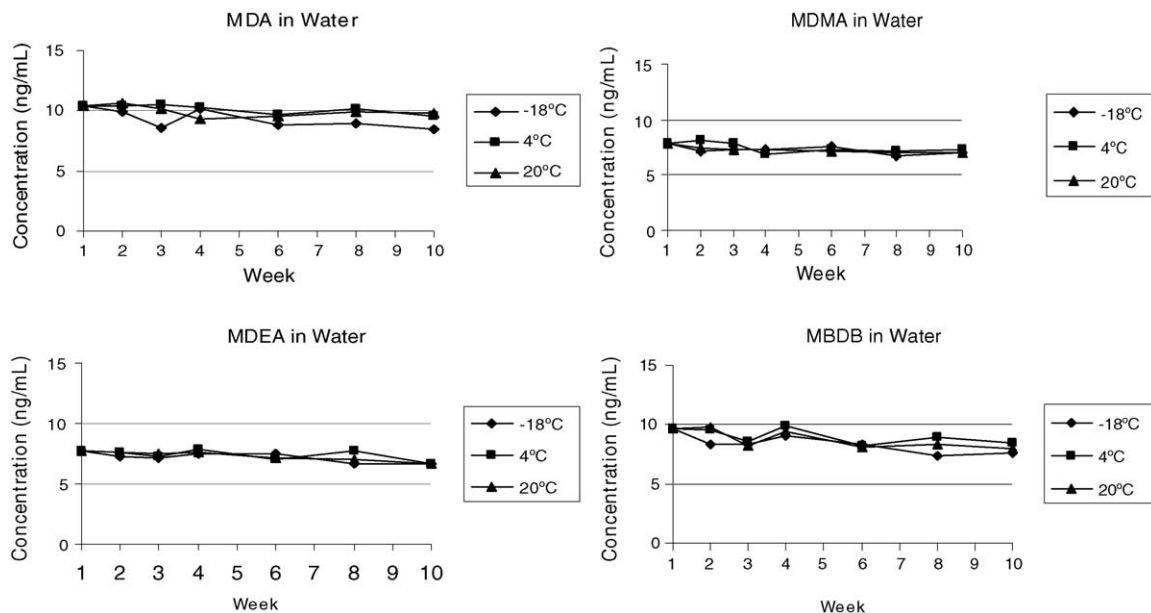 MDA in Water
Concentration (ng/mL)
15
10
5
0
1 2 3 4 5 6 7 8 9 10
Week
-18ºC
4ºC
20ºC
MDMA in Water
Concentration (ng/mL)
15
10
5
0
1 2 3 4 5 6 7 8 9 10
Week
-18ºC
4ºC
20ºC
MDEA in Water
Concentration (ng/mL)
15
10
5
0
1 2 3 4 5 6 7 8 9 10
Week
-18ºC
4ºC
20ºC
MBDB in Water
Concentration (ng/mL)
15
10
5
0
1 2 3 4 5 6 7 8 9 10
Week
-18ºC
4ºC
20ºC